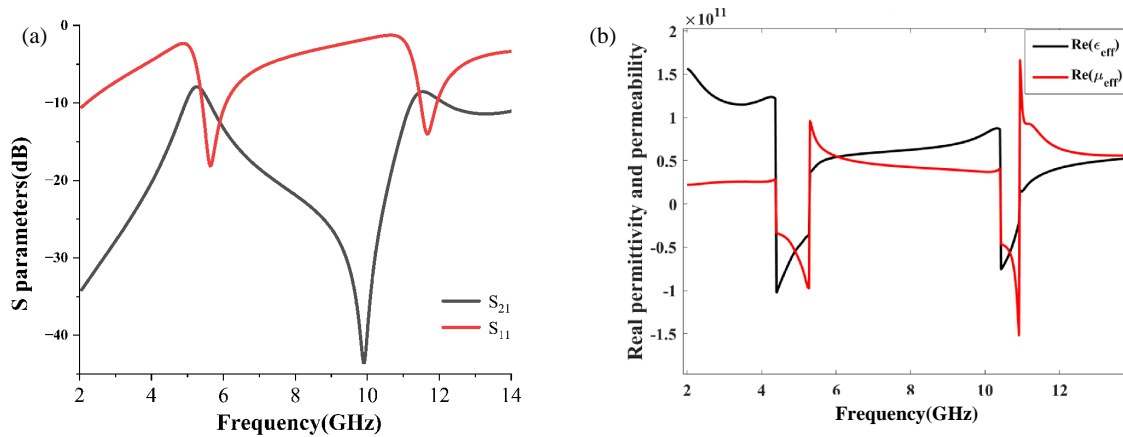 (a)
S parameters(dB)
0
−10
−20
−30
−40
2 4 6 8 10 12 14
Frequency(GHz)
S21
S11
(b)
×10^11
Real permittivity and permeability
2
1.5
1
0.5
0
-0.5
-1
-1.5
2 4 6 8 10 12
Frequency(GHz)
Re(ϵeff)
Re(μeff)